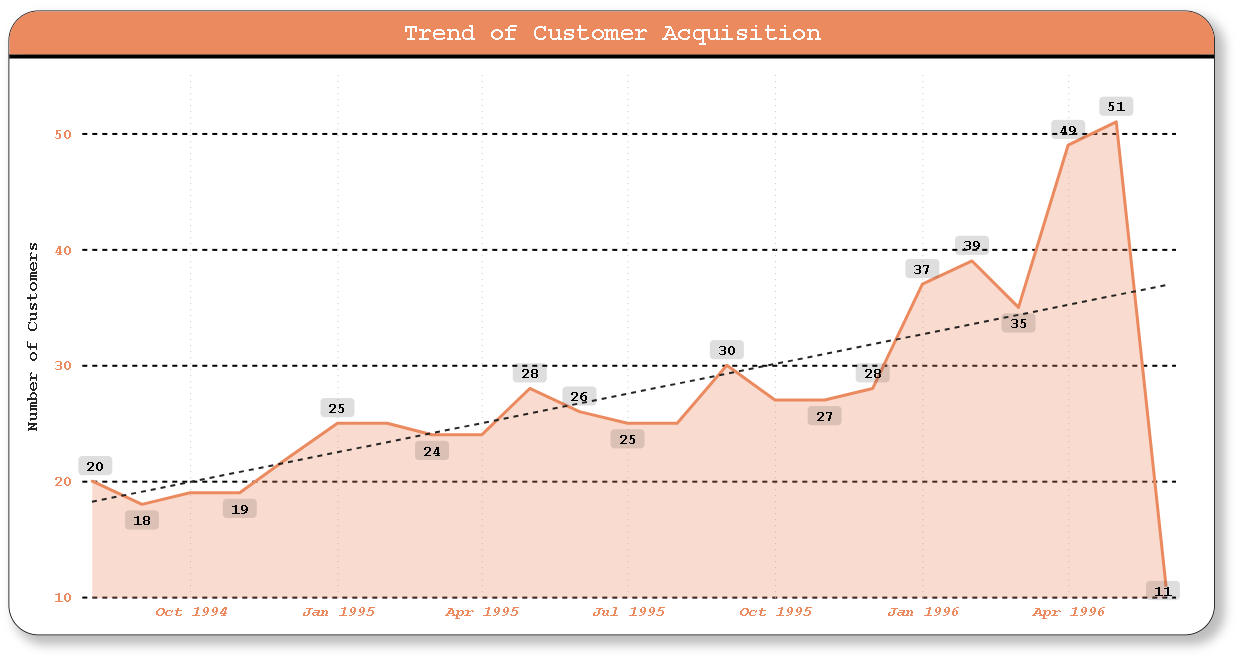 Trend of Customer Acquisition
Number of Customers
50
40
30
20
10
20
18
19
25
24
28
26
25
30
27
28
37
39
35
49
51
11
Oct 1994
Jan 1995
Apr 1995
Jul 1995
Oct 1995
Jan 1996
Apr 1996